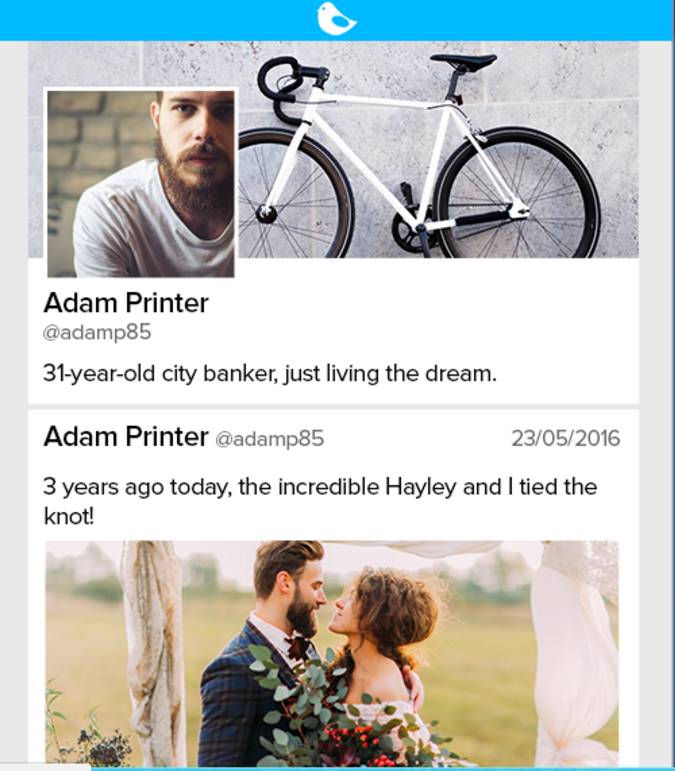 Adam Printer
@adamp85
31-year-old city banker, just living the dream.
Adam Printer @adamp85 23/05/2016
3 years ago today, the incredible Hayley and I tied the
knot!